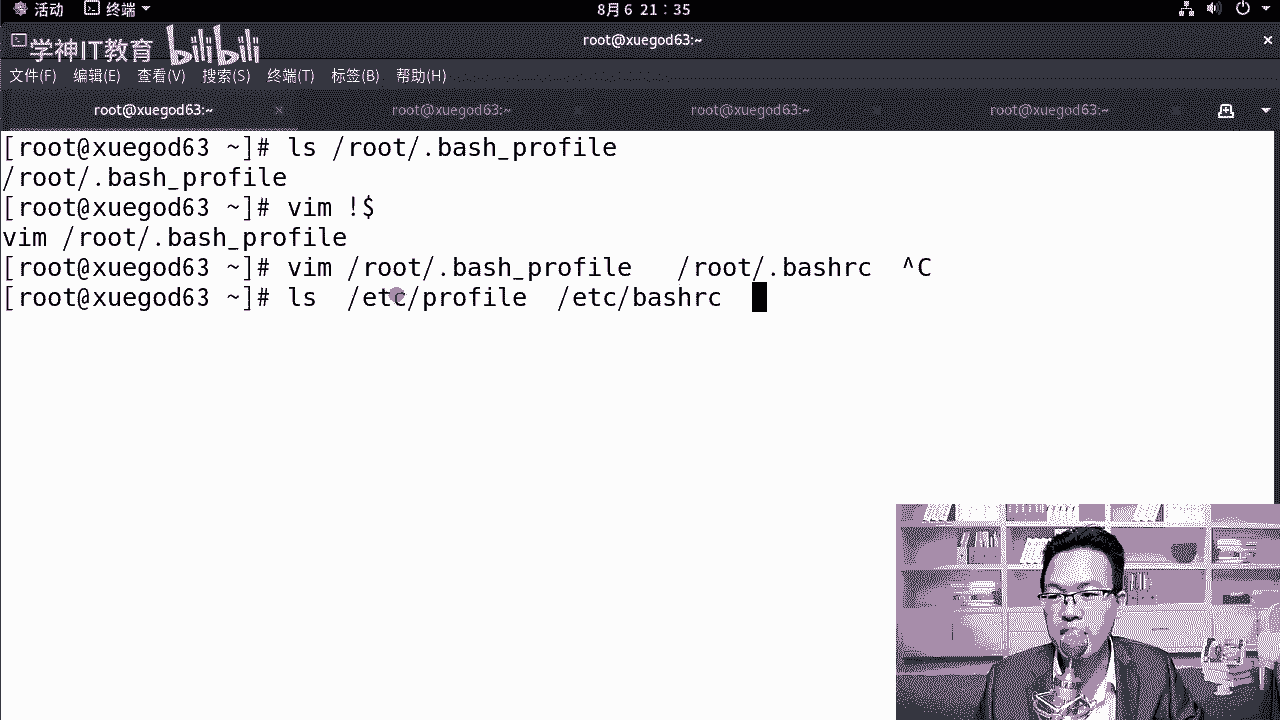 活动 终端 8月6 21：35
学神IT教育 bilibili
root@xuegod63:~ ×
文件(F) 编辑(E) 查看(V) 搜索(S) 终端(T) 标签(B) 帮助(H)
root@xuegod63:~ × root@xuegod63:~ root@xuegod63:~ root@xuegod63:~
[root@xuegod63 ~]# ls /root/.bash_profile
/root/.bash_profile
[root@xuegod63 ~]# vim !$
vim /root/.bash_profile
[root@xuegod63 ~]# vim /root/.bash_profile   /root/.bashrc  ^C
[root@xuegod63 ~]# ls  /etc/profile  /etc/bashrc